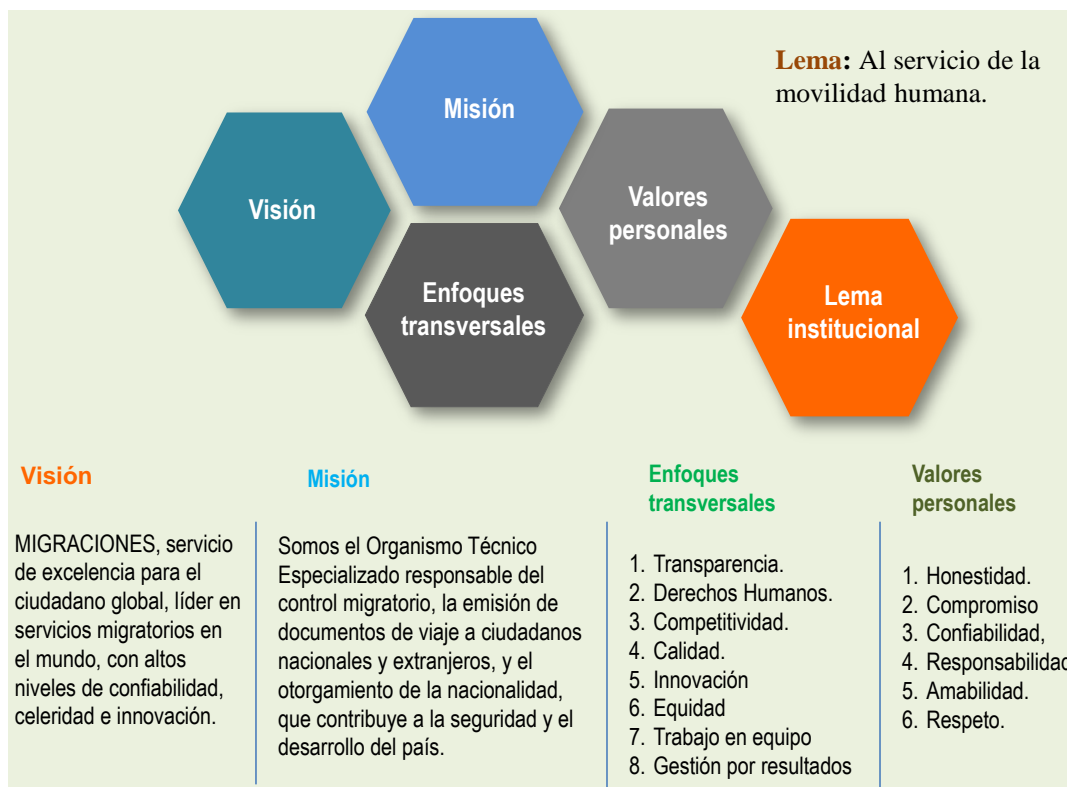 Lema: Al servicio de la
movilidad humana.
Misión
Visión
Valores
personales
Enfoques
transversales
Lema
institucional
Visión
MIGRACIONES, servicio
de excelencia para el
ciudadano global, líder en
servicios migratorios en
el mundo, con altos
niveles de confiabilidad,
celeridad e innovación.
Misión
Somos el Organismo Técnico
Especializado responsable del
control migratorio, la emisión de
documentos de viaje a ciudadanos
nacionales y extranjeros, y el
otorgamiento de la nacionalidad,
que contribuye a la seguridad y el
desarrollo del país.
Enfoques
transversales
1. Transparencia.
2. Derechos Humanos.
3. Competitividad.
4. Calidad.
5. Innovación
6. Equidad
7. Trabajo en equipo
8. Gestión por resultados
Valores
personales
1. Honestidad.
2. Compromiso
3. Confiabilidad,
4. Responsabilidad
5. Amabilidad.
6. Respeto.